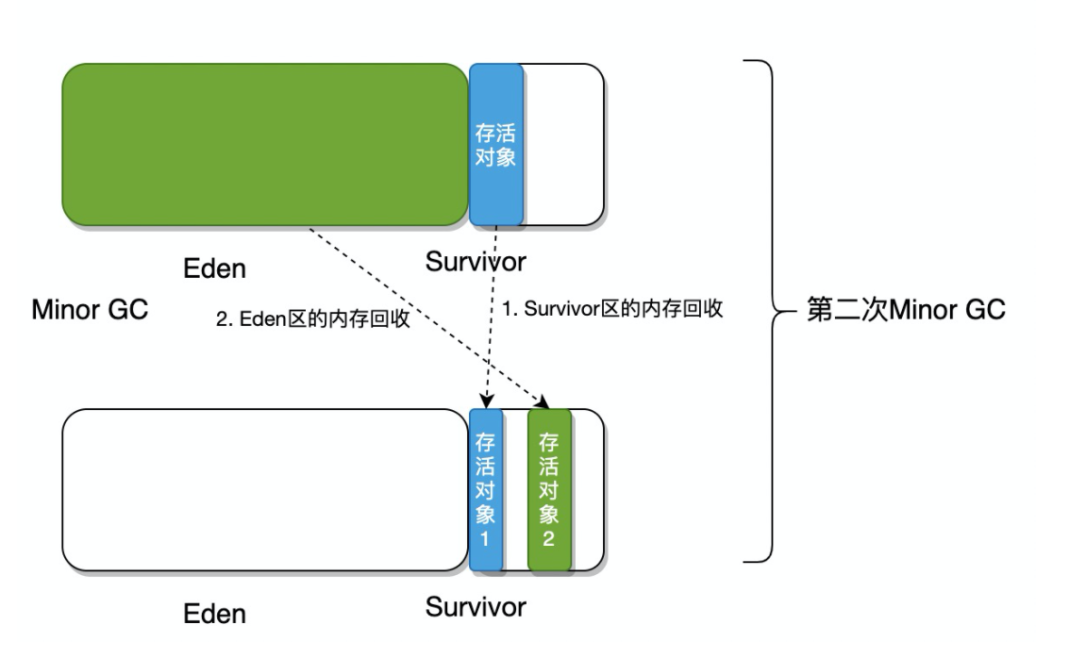 存活
对象
Eden
Survivor
Minor GC
2. Eden区的内存回收
1. Survivor区的内存回收
第二次Minor GC
存活对象1
存活对象2
Eden
Survivor